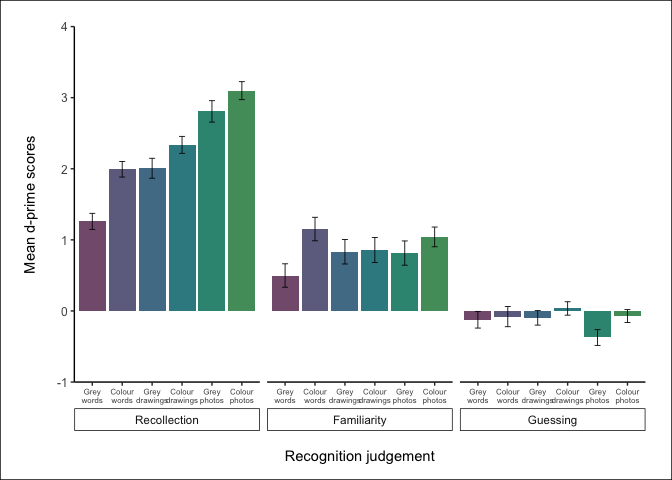 4
3
2
1
0
-1
Mean d-prime scores
Grey Colour Grey Colour Grey Colour
words words drawings drawings photos photos
Grey Colour Grey Colour Grey Colour
words words drawings drawings photos photos
Grey Colour Grey Colour Grey Colour
words words drawings drawings photos photos
Recollection
Familiarity
Guessing
Recognition judgement